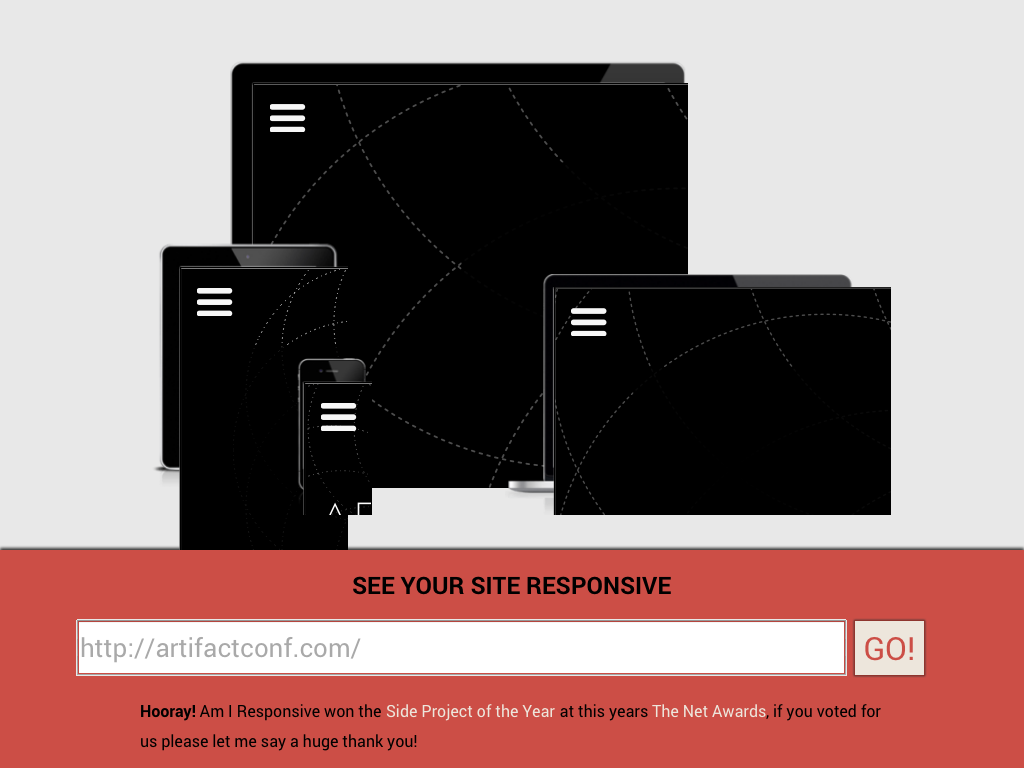 SEE YOUR SITE RESPONSIVE
http://artifactconf.com/
GO!
Hooray! Am I Responsive won the Side Project of the Year at this years The Net Awards, if you voted for
us please let me say a huge thank you!